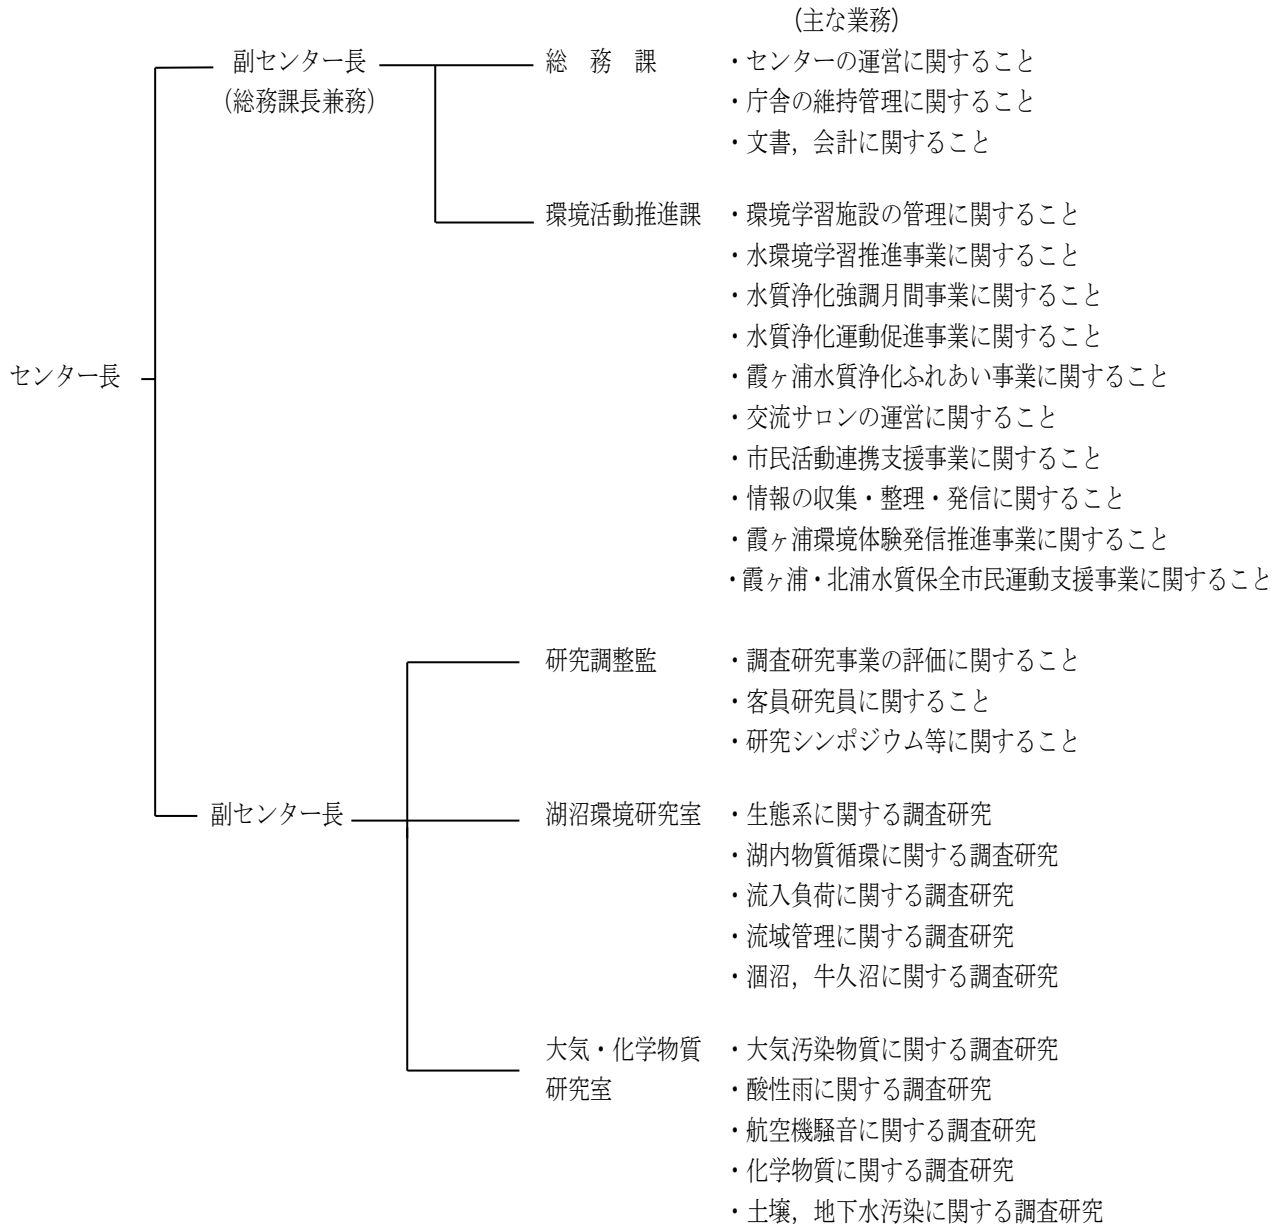 (主な業務)
副センター長 総 務 課 ・センターの運営に関すること
(総務課長兼務) ・庁舎の維持管理に関すること
・文書，会計に関すること
環境活動推進課 ・環境学習施設の管理に関すること
・水環境学習推進事業に関すること
・水質浄化強調月間事業に関すること
・水質浄化運動促進事業に関すること
センター長 ・霞ヶ浦水質浄化ふれあい事業に関すること
・交流サロンの運営に関すること
・市民活動連携支援事業に関すること
・情報の収集・整理・発信に関すること
・霞ヶ浦環境体験発信推進事業に関すること
・霞ヶ浦・北浦水質保全市民運動支援事業に関すること
研究調整監 ・調査研究事業の評価に関すること
・客員研究員に関すること
・研究シンポジウム等に関すること
副センター長 湖沼環境研究室 ・生態系に関する調査研究
・湖内物質循環に関する調査研究
・流入負荷に関する調査研究
・流域管理に関する調査研究
・涸沼，牛久沼に関する調査研究
大気・化学物質 ・大気汚染物質に関する調査研究
研究室 ・酸性雨に関する調査研究
・航空機騒音に関する調査研究
・化学物質に関する調査研究
・土壌，地下水汚染に関する調査研究